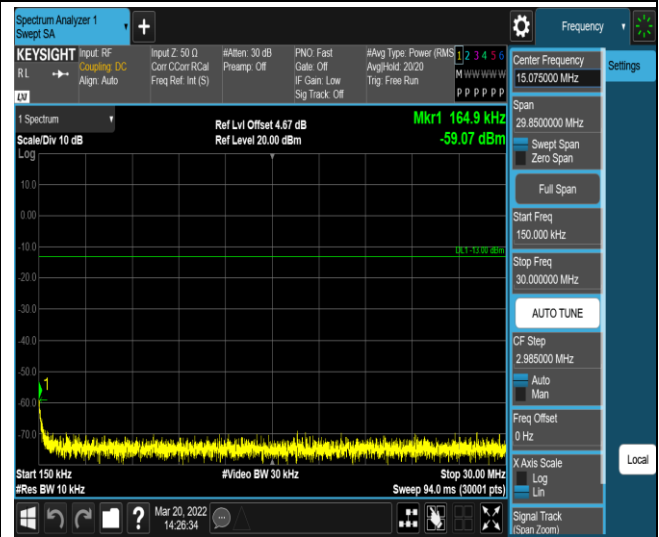 Spectrum Analyzer 1
Swept SA
Frequency
KEYSIGHT
RL
LXI
Input: RF
Coupling: DC
Align: Auto
Input Z: 50 Ω
Corr CCorr RCal
Freq Ref: Int (S)
#Atten: 30 dB
Preamp: Off
PNO: Fast
Gate: Off
IF Gain: Low
Sig Track: Off
#Avg Type: Power (RMS
Avg|Hold: 20/20
Trig: Free Run
1 2 3 4 5 6
M W W W W W
P P P P P P
1 Spectrum
Scale/Div 10 dB
Log
Ref Lvl Offset 4.67 dB
Ref Level 20.00 dBm
Mkr1 164.9 kHz
-59.07 dBm
10.0
0.00
-10.0
DL1 -13.00 dBm
-20.0
-30.0
-40.0
-50.0
1
-60.0
-70.0
Start 150 kHz
#Res BW 10 kHz
#Video BW 30 kHz
Stop 30.00 MHz
Sweep 94.0 ms (30001 pts)
Mar 20, 2022
14:26:34
Center Frequency
15.075000 MHz
Settings
Span
29.8500000 MHz
Swept Span
Zero Span
Full Span
Start Freq
150.000 kHz
Stop Freq
30.000000 MHz
AUTO TUNE
CF Step
2.985000 MHz
Auto
Man
Freq Offset
0 Hz
X Axis Scale
Log
Lin
Local
Signal Track
(Span Zoom)